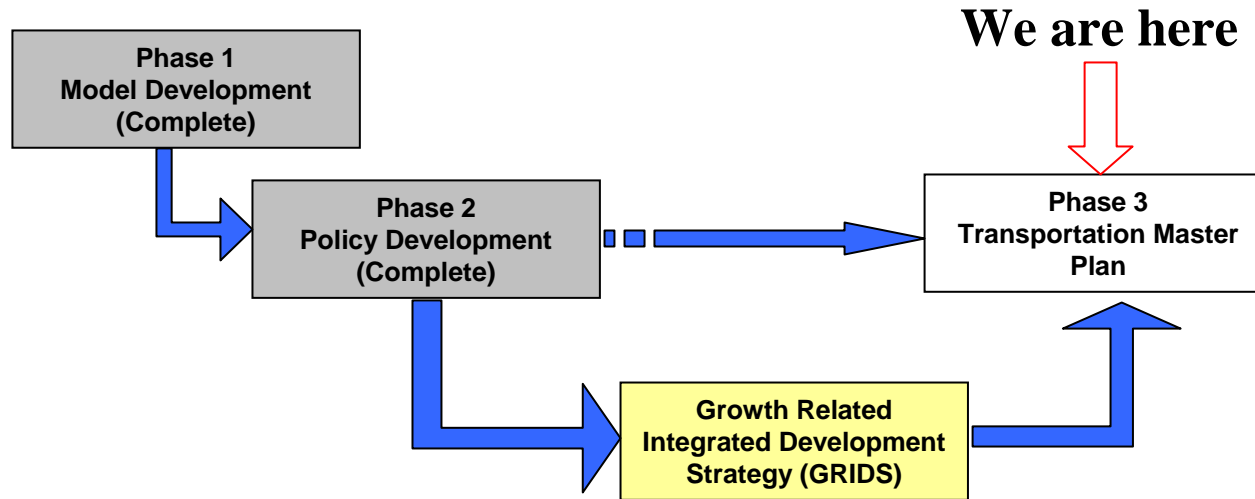 We are here
Phase 1
Model Development
(Complete)
Phase 2
Policy Development
(Complete)
Phase 3
Transportation Master
Plan
Growth Related
Integrated Development
Strategy (GRIDS)